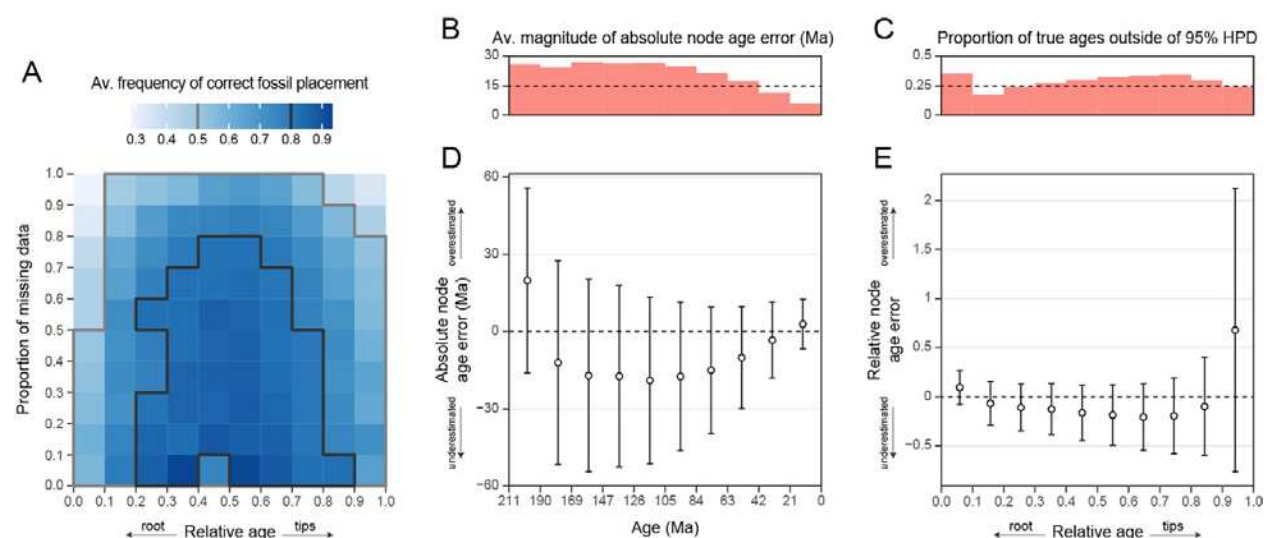 A
Av. frequency of correct fossil placement
0.3 0.4 0.5 0.6 0.7 0.8 0.9
Proportion of missing data
1.0
0.9
0.8
0.7
0.6
0.5
0.4
0.3
0.2
0.1
0.0
0.0 0.1 0.2 0.3 0.4 0.5 0.6 0.7 0.8 0.9 1.0
root Relative age tips
B
Av. magnitude of absolute node age error (Ma)
30
15
0
C
Proportion of true ages outside of 95% HPD
0.5
0.25
0
D
Absolute node
age error (Ma)
overestimated
underestimated
60
30
0
−30
−60
211 190 169 147 126 105 84 63 42 21 0
Age (Ma)
E
Relative node
age error
overestimated
underestimated
2
1.5
1
0.5
0
−0.5
0.0 0.1 0.2 0.3 0.4 0.5 0.6 0.7 0.8 0.9 1.0
root Relative age tips